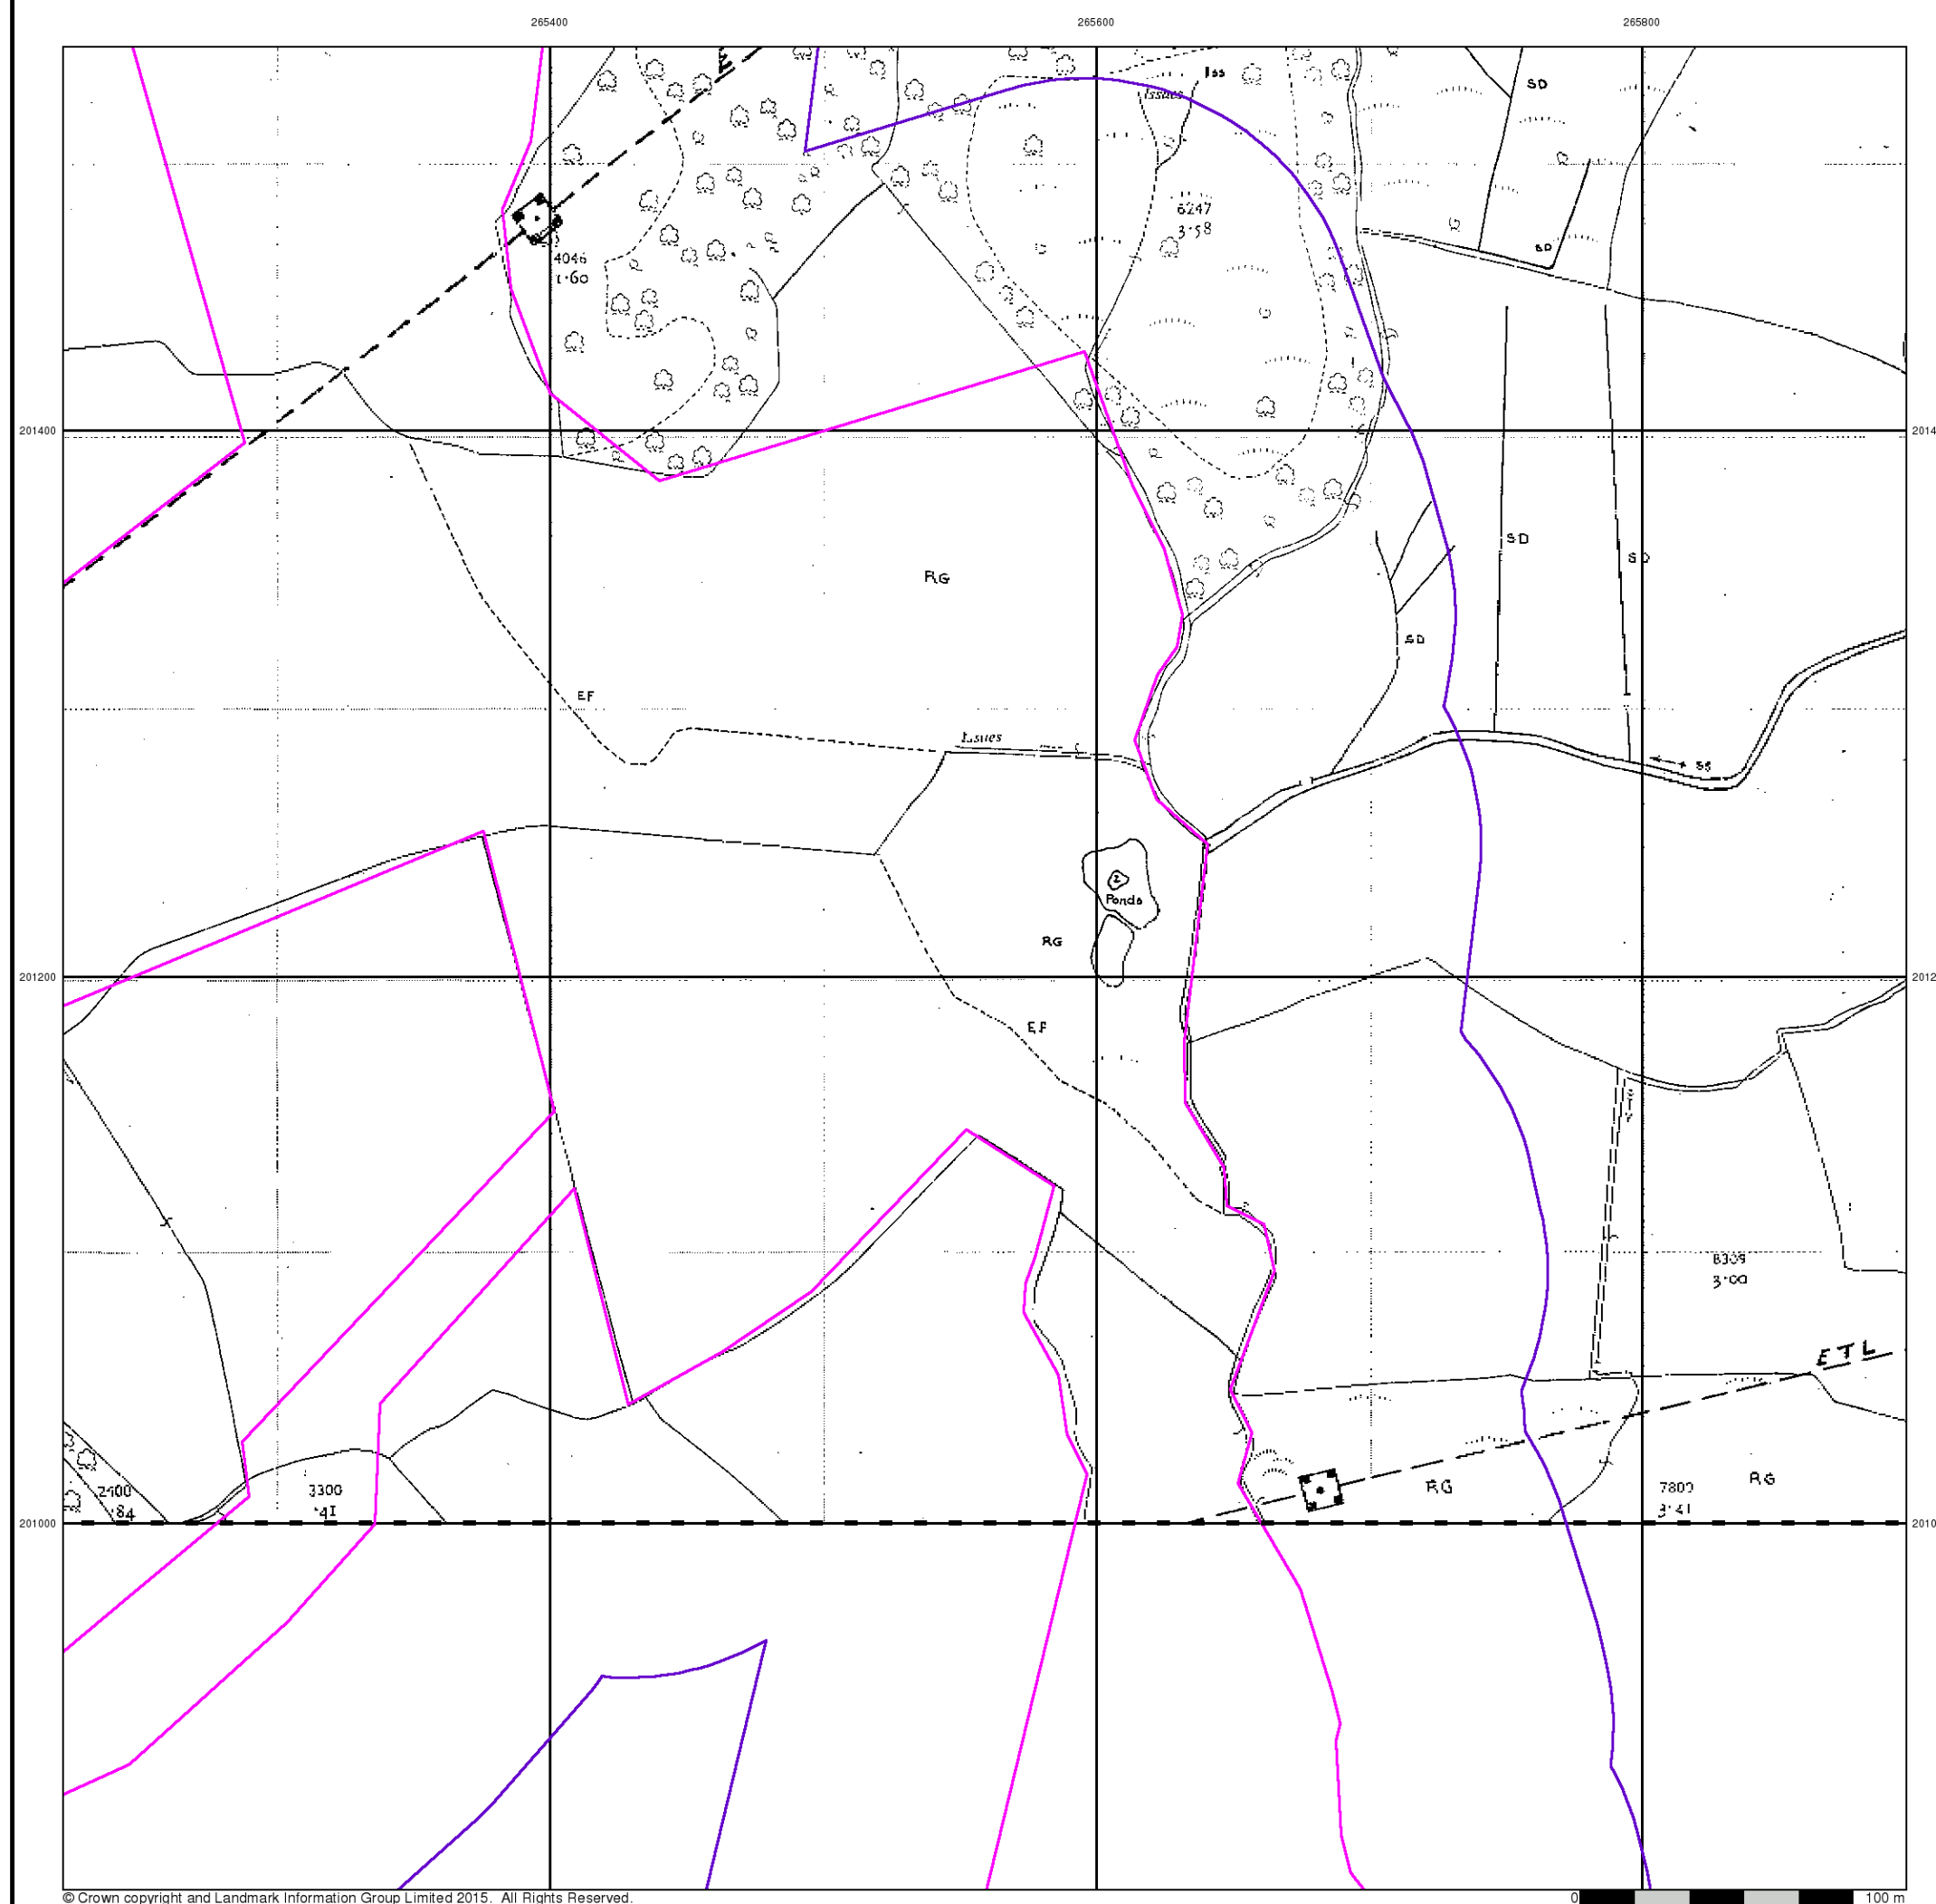 265400 265600 265800
SD
Iss
Issues
6247
3·58
SD
4046
1·60
201400 2014
SD
SD
RG
SD
EF
Issues
SS
2
Ponds
RG
201200 2012
EF
8309
3·00
ETL
RG
RG
2400
·84
3300
·41
7800
3·41
201000 2010
© Crown copyright and Landmark Information Group Limited 2015. All Rights Reserved.
0 100 m